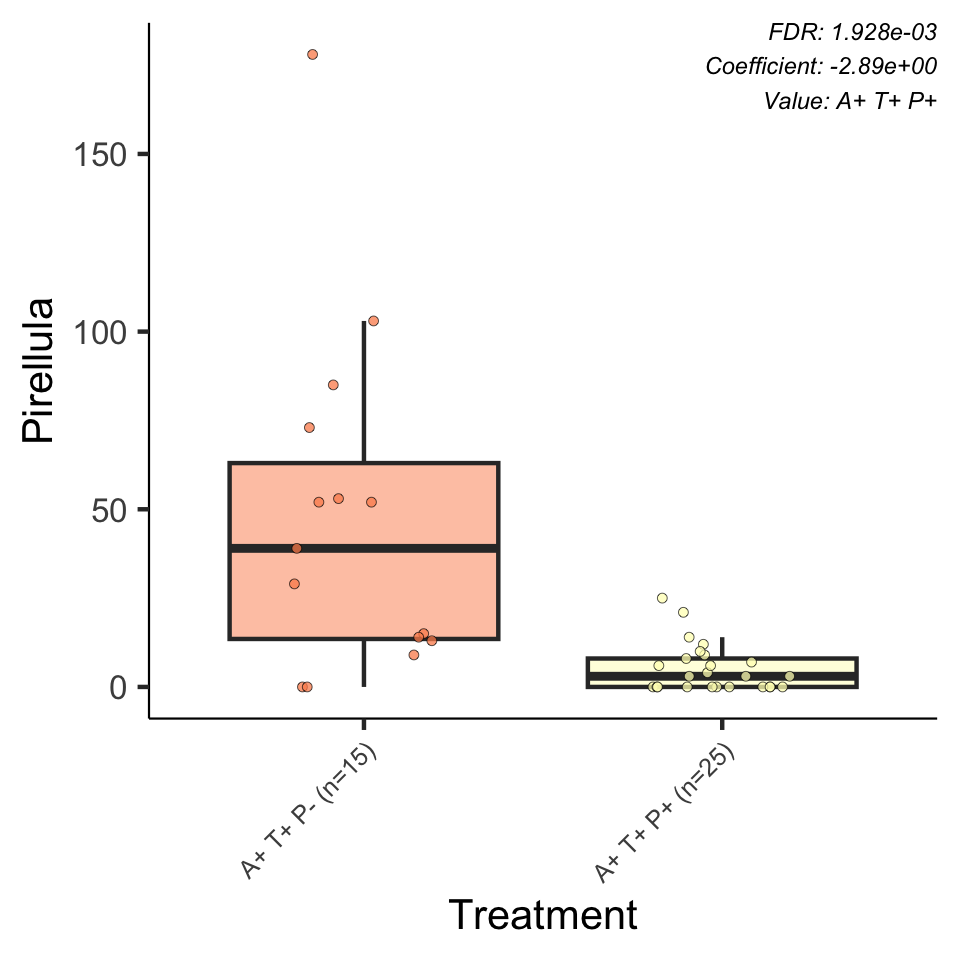 FDR: 1.928e-03
Coefficient: -2.89e+00
Value: A+ T+ P+
Pirellula
150
100
50
0
A+ T+ P- (n=15)
A+ T+ P+ (n=25)
Treatment